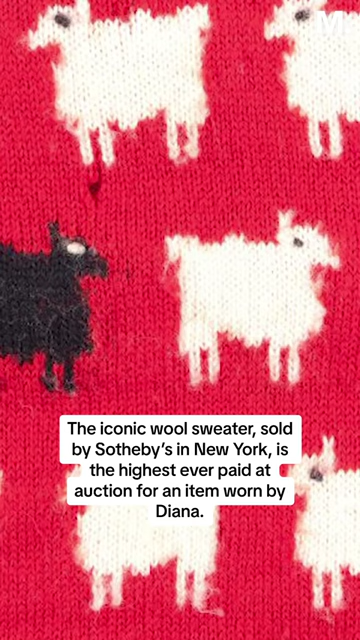 M
The iconic wool sweater, sold
by Sotheby's in New York, is
the highest ever paid at
auction for an item worn by
Diana.